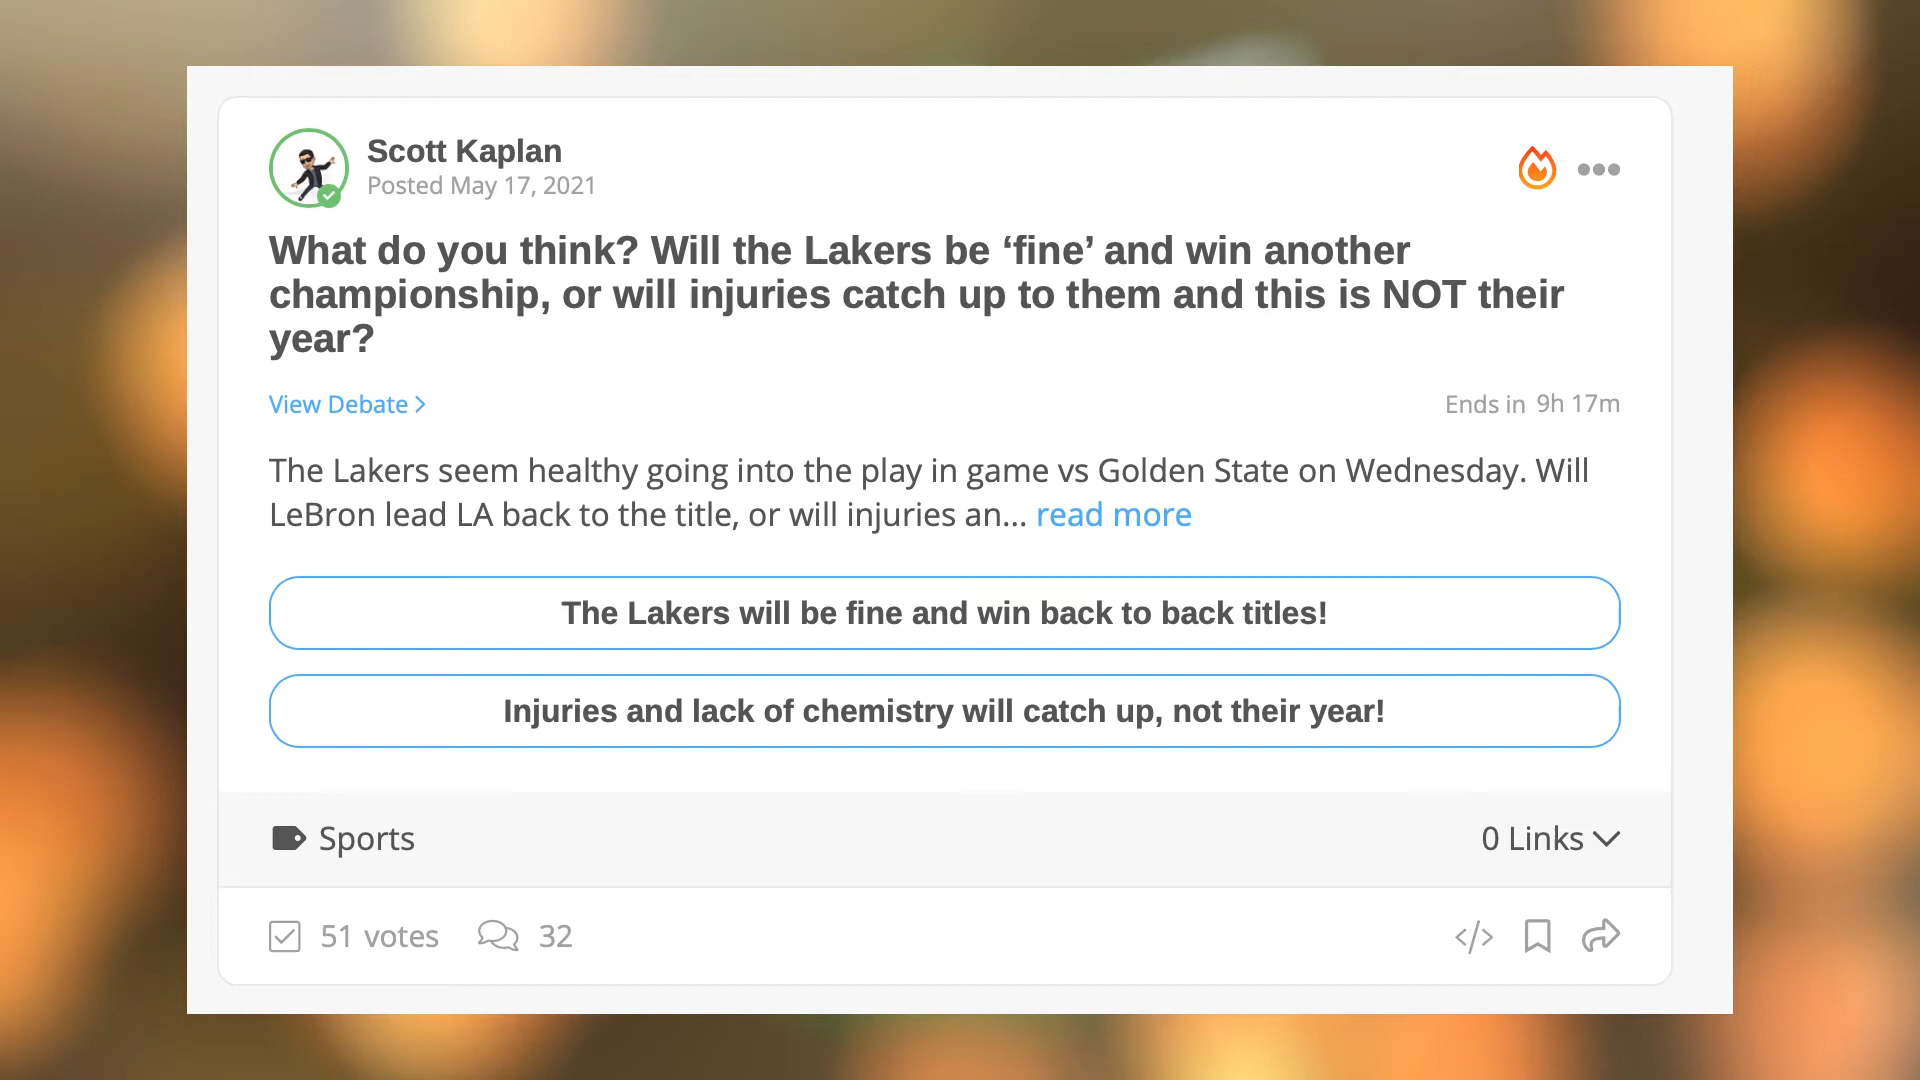 Scott Kaplan
Posted May 17, 2021
What do you think? Will the Lakers be ‘fine’ and win another
championship, or will injuries catch up to them and this is NOT their
year?
View Debate >
Ends in 9h 17m
The Lakers seem healthy going into the play in game vs Golden State on Wednesday. Will
LeBron lead LA back to the title, or will injuries an... read more
The Lakers will be fine and win back to back titles!
Injuries and lack of chemistry will catch up, not their year!
Sports
0 Links
51 votes
32